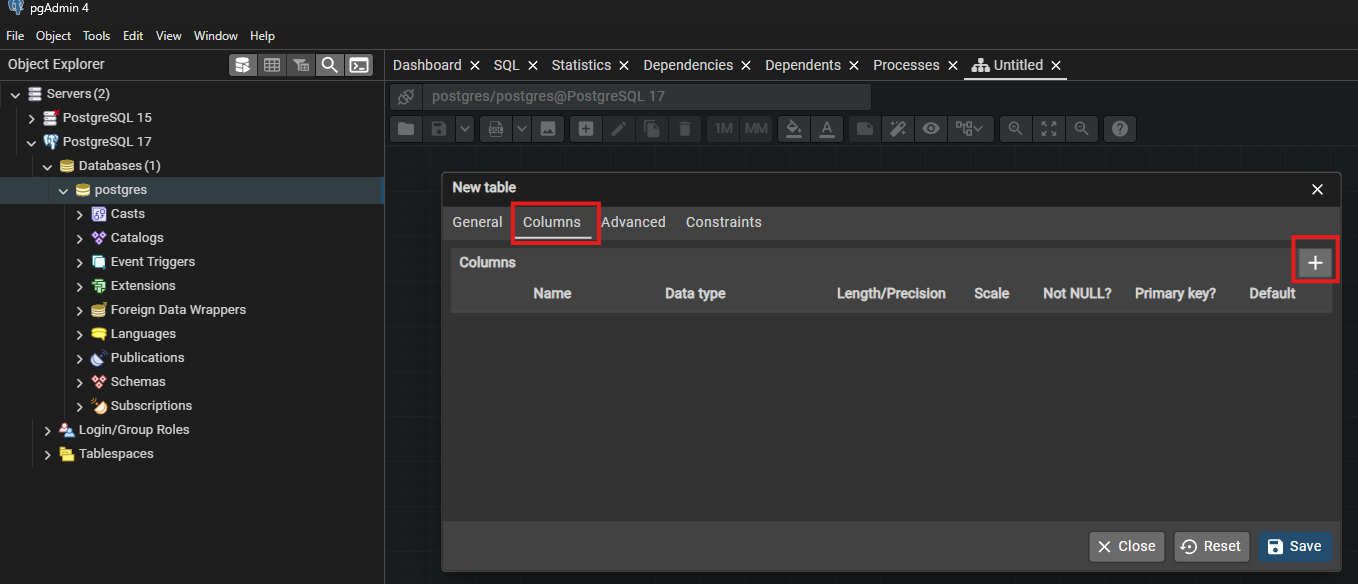 pgAdmin 4
File Object Tools Edit View Window Help
Object Explorer
Servers (2)
PostgreSQL 15
PostgreSQL 17
Databases (1)
postgres
Casts
Catalogs
Event Triggers
Extensions
Foreign Data Wrappers
Languages
Publications
Schemas
Subscriptions
Login/Group Roles
Tablespaces
Dashboard SQL Statistics Dependencies Dependents Processes Untitled
postgres/postgres@PostgreSQL 17
SQL 1M MM A
New table
General Columns Advanced Constraints
Columns
Name Data type Length/Precision Scale Not NULL? Primary key? Default
Close Reset Save